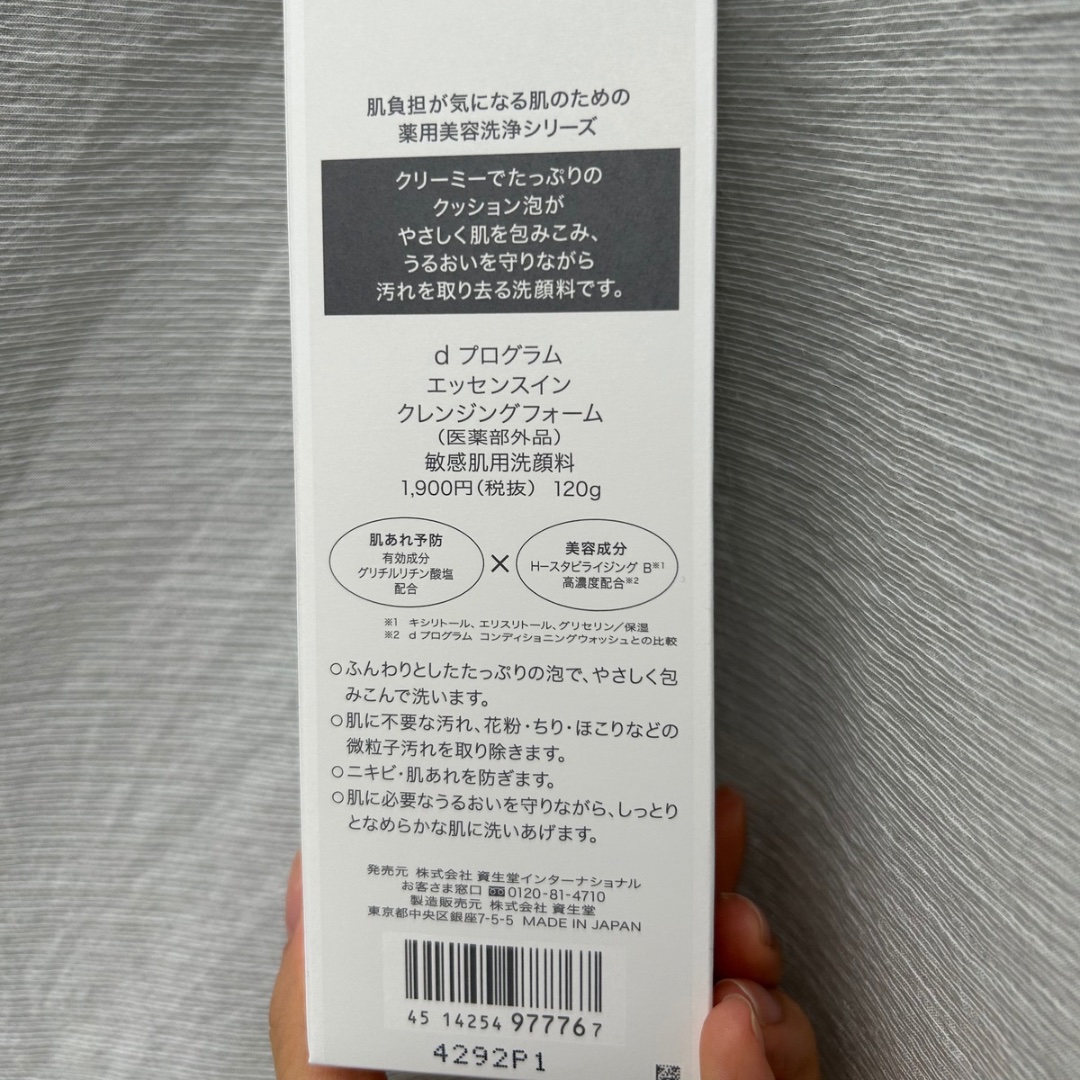 肌負担が気になる肌のための
薬用美容洗浄シリーズ
クリーミーでたっぷりの
クッション泡が
やさしく肌を包みこみ、
うるおいを守りながら
汚れを取り去る洗顔料です。
d プログラム
エッセンスイン
クレンジングフォーム
（医薬部外品）
敏感肌用洗顔料
1,900円（税抜） 120g
肌あれ予防
有効成分
グリチルリチン酸塩
配合
×
美容成分
H－スタビライジング B※1
高濃度配合※2
※1 キシリトール、エリスリトール、グリセリン／保湿
※2 d プログラム コンディショニングウォッシュとの比較
○ふんわりとしたたっぷりの泡で、やさしく包
みこんで洗います。
○肌に不要な汚れ、花粉・ちり・ほこりなどの
微粒子汚れを取り除きます。
○ニキビ・肌あれを防ぎます。
○肌に必要なうるおいを守りながら、しっとり
となめらかな肌に洗いあげます。
発売元 株式会社 資生堂インターナショナル
お客さま窓口 0120-81-4710
製造販売元 株式会社 資生堂
東京都中央区銀座7-5-5 MADE IN JAPAN
45 14254 977767
4292P1